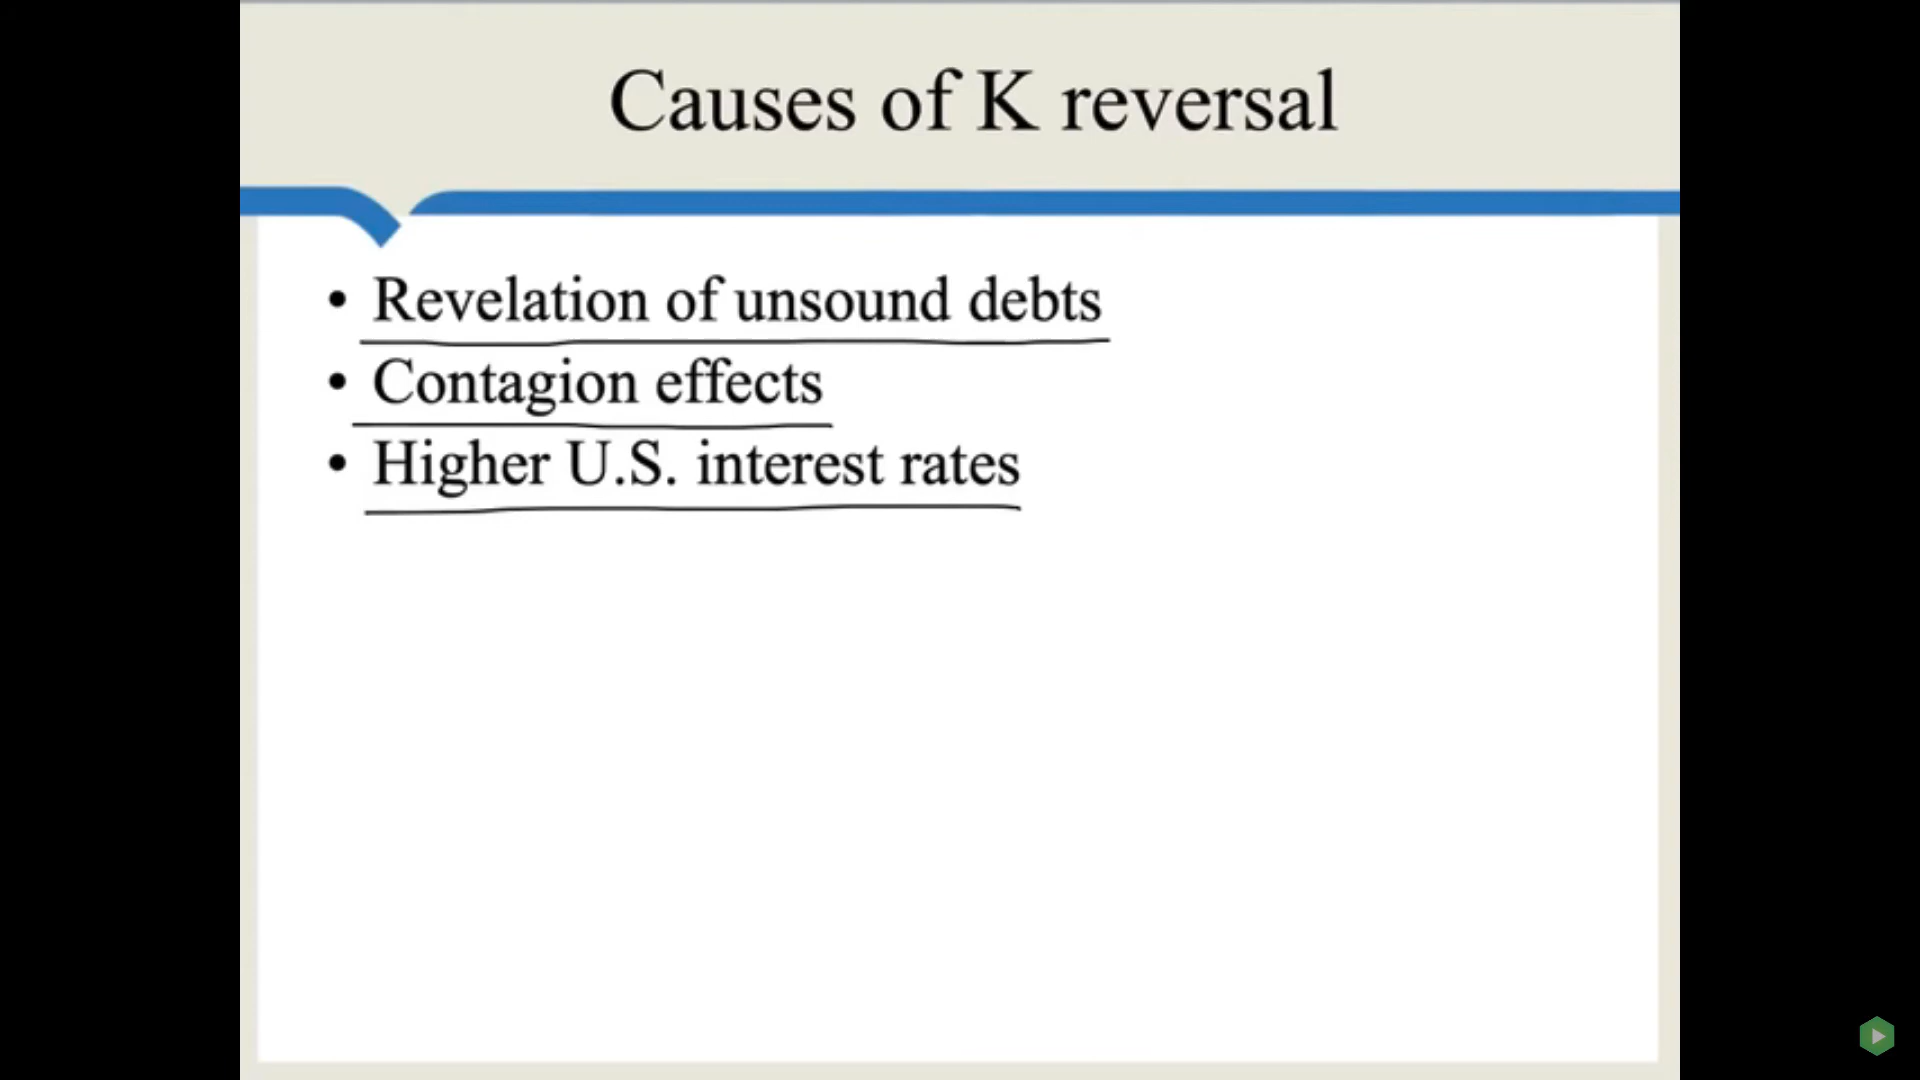 Causes of K reversal
• Revelation of unsound debts
• Contagion effects
• Higher U.S. interest rates